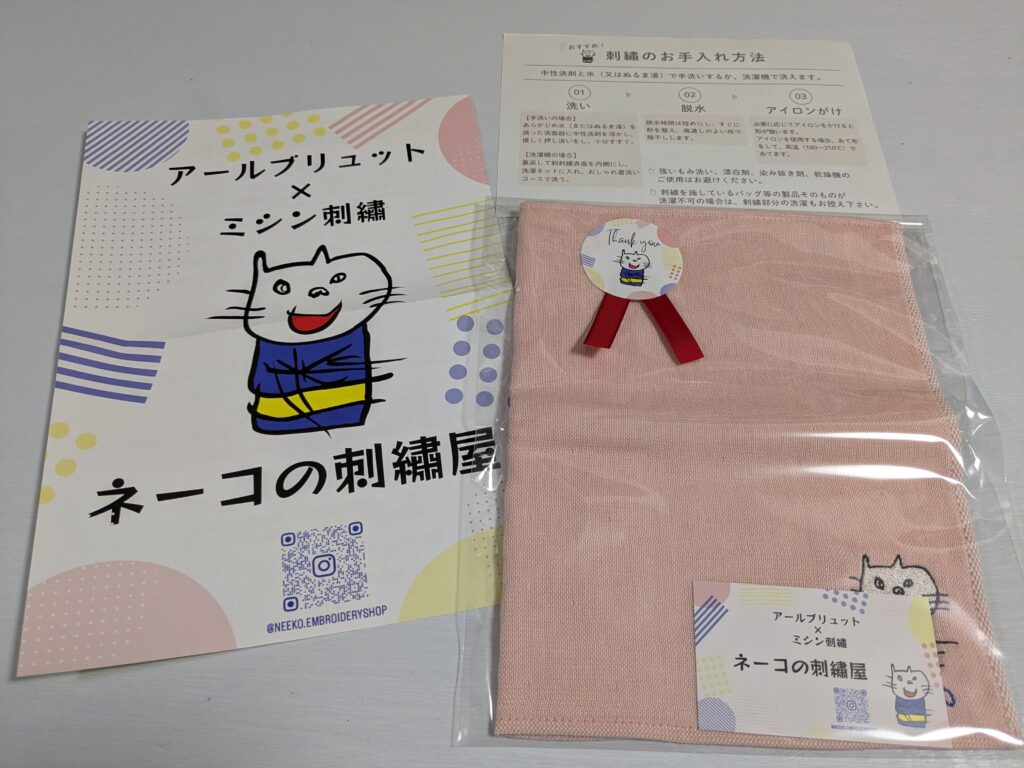 アールブリュット
×
ミシン刺繍
ネーコの刺繍屋
@NEEKO.EMBROIDERYSHOP
おすすめ!
刺繍のお手入れ方法
中性洗剤と水(又はぬるま湯)で手洗いするか、洗濯機で洗えます。
01
洗い
【手洗いの場合】
あらかじめ水(またはぬるま湯)を
張った洗面器に中性洗剤を溶かし、
優しく押し洗いをし、十分すすぐ。
【洗濯機の場合】
裏返して刺繍表面を内側にし、
洗濯ネットに入れ、おしゃれ着洗い
コースで洗う。
02
脱水
脱水時間は短めにし、すぐに
形を整え、風通しのよい所で
陰干しします。
03
アイロンがけ
必要に応じてアイロンをかけると
形が整います。
アイロンを使用する場合、あて布
をして、高温(180~210℃)で
あてます。
強いもみ洗い、漂白剤、染み抜き剤、乾燥機の
ご使用はお避けください。
刺繍を施しているバッグ等の製品そのものが
洗濯不可の場合は、刺繍部分の洗濯もお控え下さい。
Thank you
アールブリュット
×
ミシン刺繍
ネーコの刺繍屋